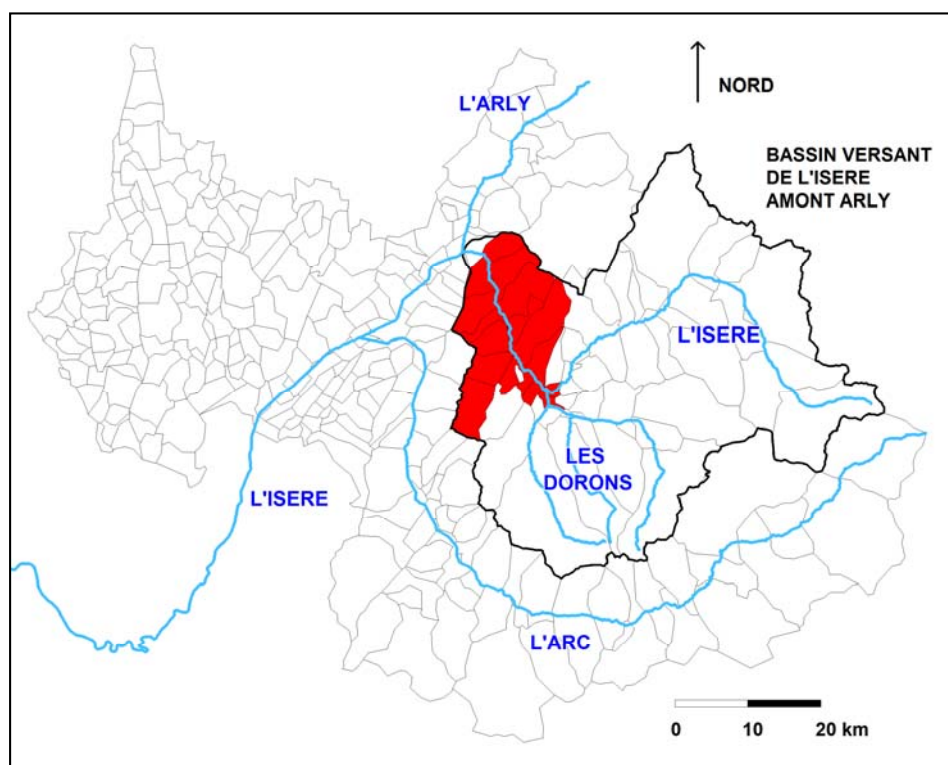 L'ARLY
NORD
BASSIN VERSANT
DE L'ISERE
AMONT ARLY
L'ISERE
LES
DORONS
L'ISERE
L'ARC
0 10 20 km